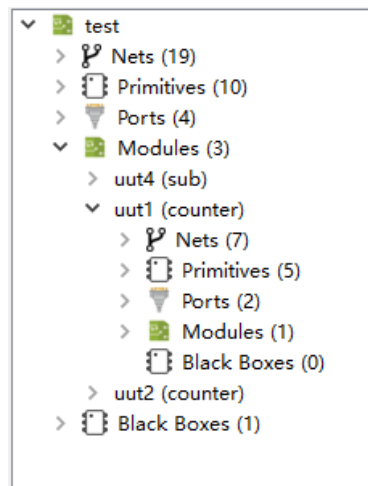 test
Nets (19)
Primitives (10)
Ports (4)
Modules (3)
uut4 (sub)
uut1 (counter)
Nets (7)
Primitives (5)
Ports (2)
Modules (1)
Black Boxes (0)
uut2 (counter)
Black Boxes (1)